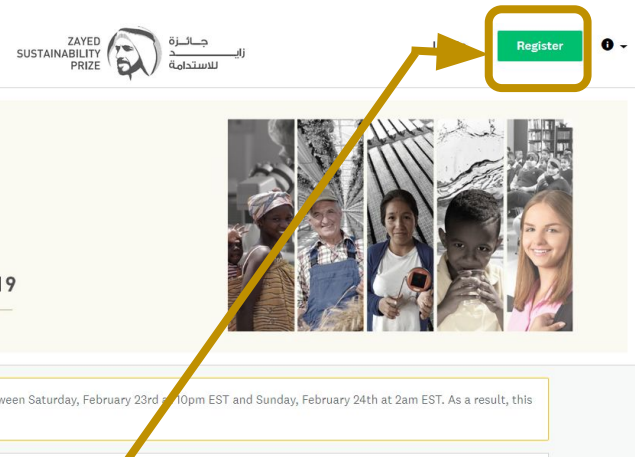 ZAYED
SUSTAINABILITY
PRIZE
جائزة
زايد
للاستدامة
Register
19
ween Saturday, February 23rd at 10pm EST and Sunday, February 24th at 2am EST. As a result, this